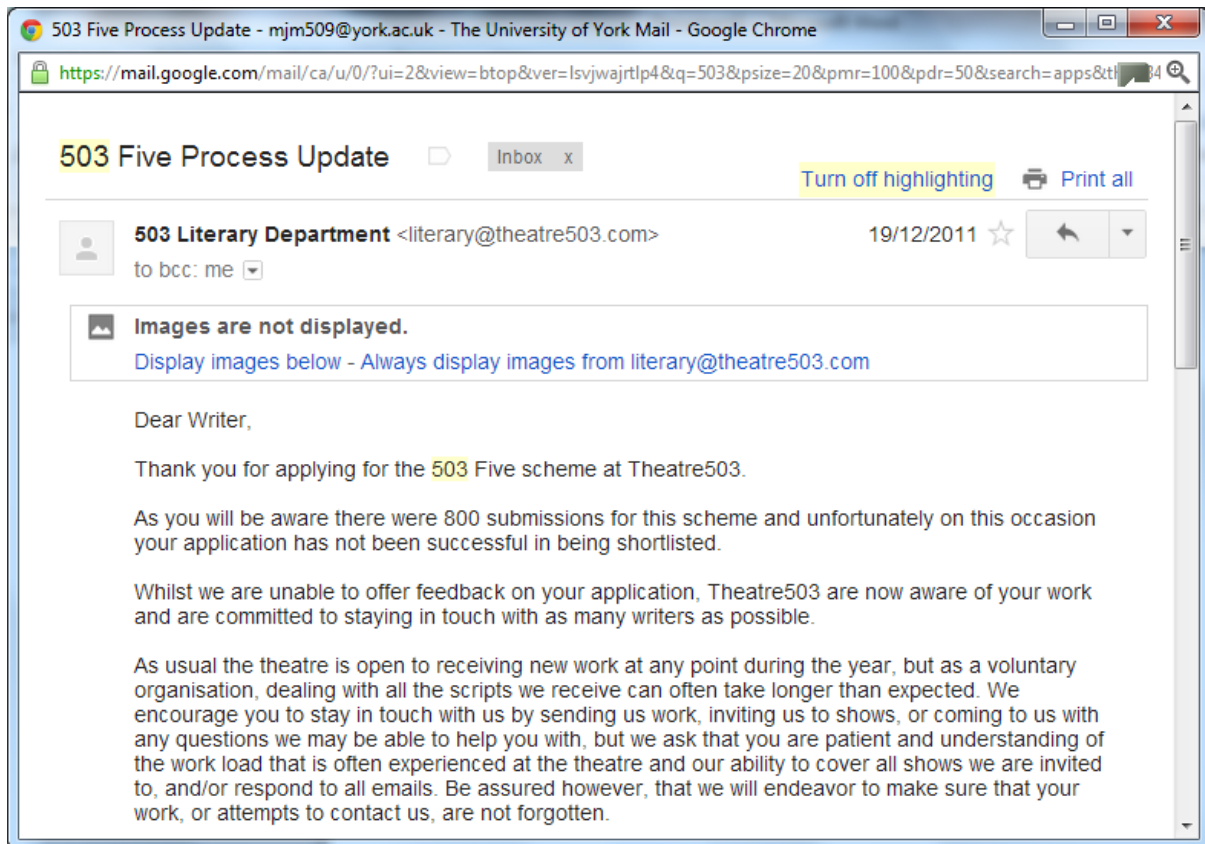 503 Five Process Update - mjm509@york.ac.uk - The University of York Mail - Google Chrome
https://mail.google.com/mail/ca/u/0/?ui=2&view=btop&ver=lsvjwajrtlp4&q=503&psize=20&pmr=100&pdr=50&search=apps&th
503 Five Process Update Inbox x
Turn off highlighting Print all
503 Literary Department <literary@theatre503.com> 19/12/2011
to bcc: me
Images are not displayed.
Display images below - Always display images from literary@theatre503.com
Dear Writer,
Thank you for applying for the 503 Five scheme at Theatre503.
As you will be aware there were 800 submissions for this scheme and unfortunately on this occasion
your application has not been successful in being shortlisted.
Whilst we are unable to offer feedback on your application, Theatre503 are now aware of your work
and are committed to staying in touch with as many writers as possible.
As usual the theatre is open to receiving new work at any point during the year, but as a voluntary
organisation, dealing with all the scripts we receive can often take longer than expected. We
encourage you to stay in touch with us by sending us work, inviting us to shows, or coming to us with
any questions we may be able to help you with, but we ask that you are patient and understanding of
the work load that is often experienced at the theatre and our ability to cover all shows we are invited
to, and/or respond to all emails. Be assured however, that we will endeavor to make sure that your
work, or attempts to contact us, are not forgotten.